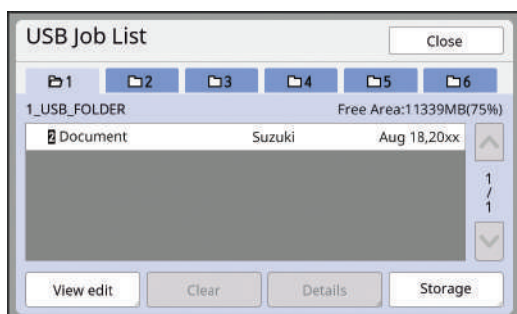 USB Job List
Close
1 2 3 4 5 6
1_USB_FOLDER Free Area:11339MB(75%)
2 Document Suzuki Aug 18,20xx
1
/
1
View edit Clear Details Storage